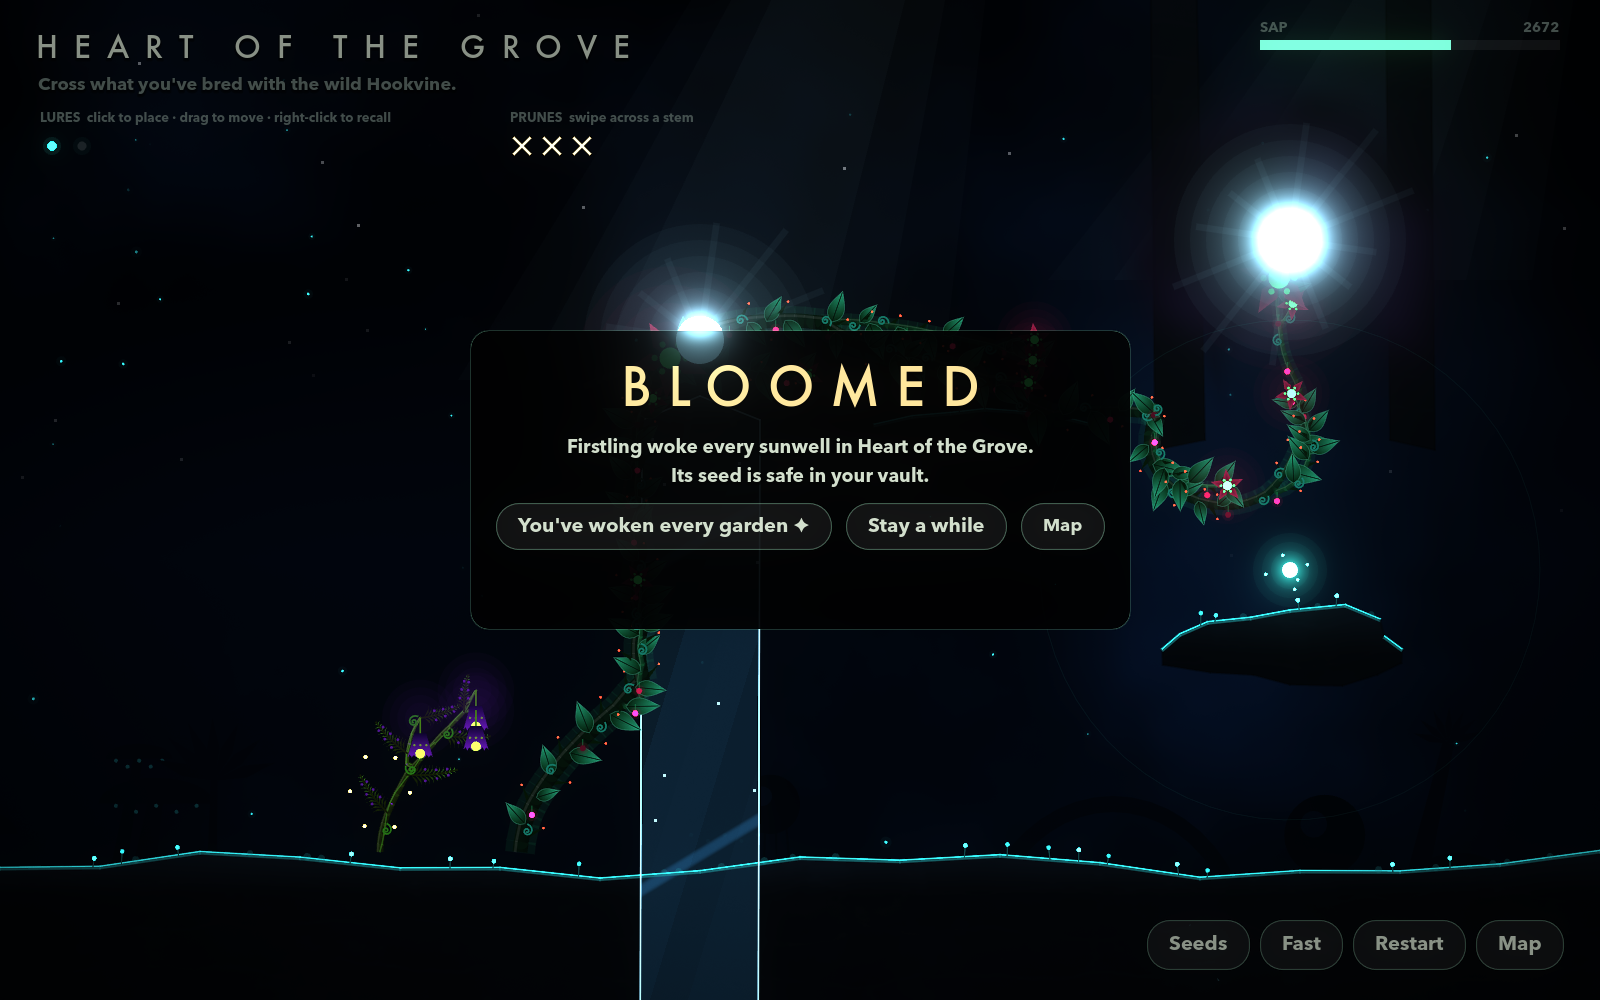 HEART OF THE GROVE
SAP 2672
Cross what you've bred with the wild Hookvine.
LURES click to place · drag to move · right-click to recall
PRUNES swipe across a stem
BLOOMED
Firstling woke every sunwell in Heart of the Grove.
Its seed is safe in your vault.
You've woken every garden ✦ Stay a while Map
Seeds Fast Restart Map